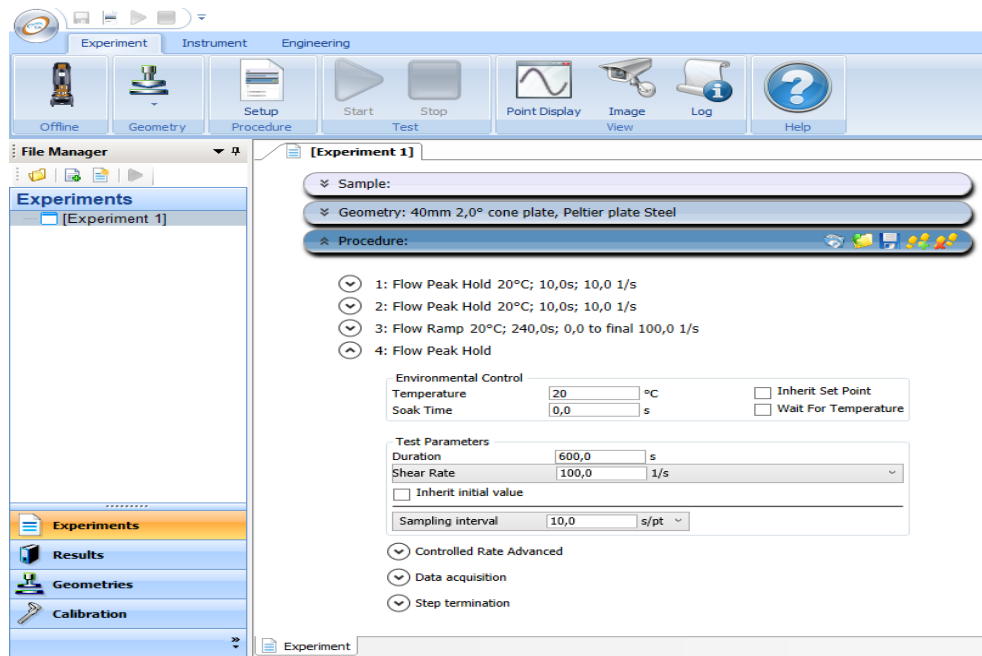 Experiment Instrument Engineering
Setup Start Stop Point Display Image Log
Offline Geometry Procedure Test View Help
File Manager
[Experiment 1]
Experiments
[Experiment 1]
Sample:
Geometry: 40mm 2,0° cone plate, Peltier plate Steel
Procedure:
1: Flow Peak Hold 20°C; 10,0s; 10,0 1/s
2: Flow Peak Hold 20°C; 10,0s; 10,0 1/s
3: Flow Ramp 20°C; 240,0s; 0,0 to final 100,0 1/s
4: Flow Peak Hold
Environmental Control
Temperature 20 °C Inherit Set Point
Soak Time 0,0 s Wait For Temperature
Test Parameters
Duration 600,0 s
Shear Rate 100,0 1/s
Inherit initial value
Sampling interval 10,0 s/pt
Controlled Rate Advanced
Data acquisition
Step termination
Experiments
Results
Geometries
Calibration
Experiment